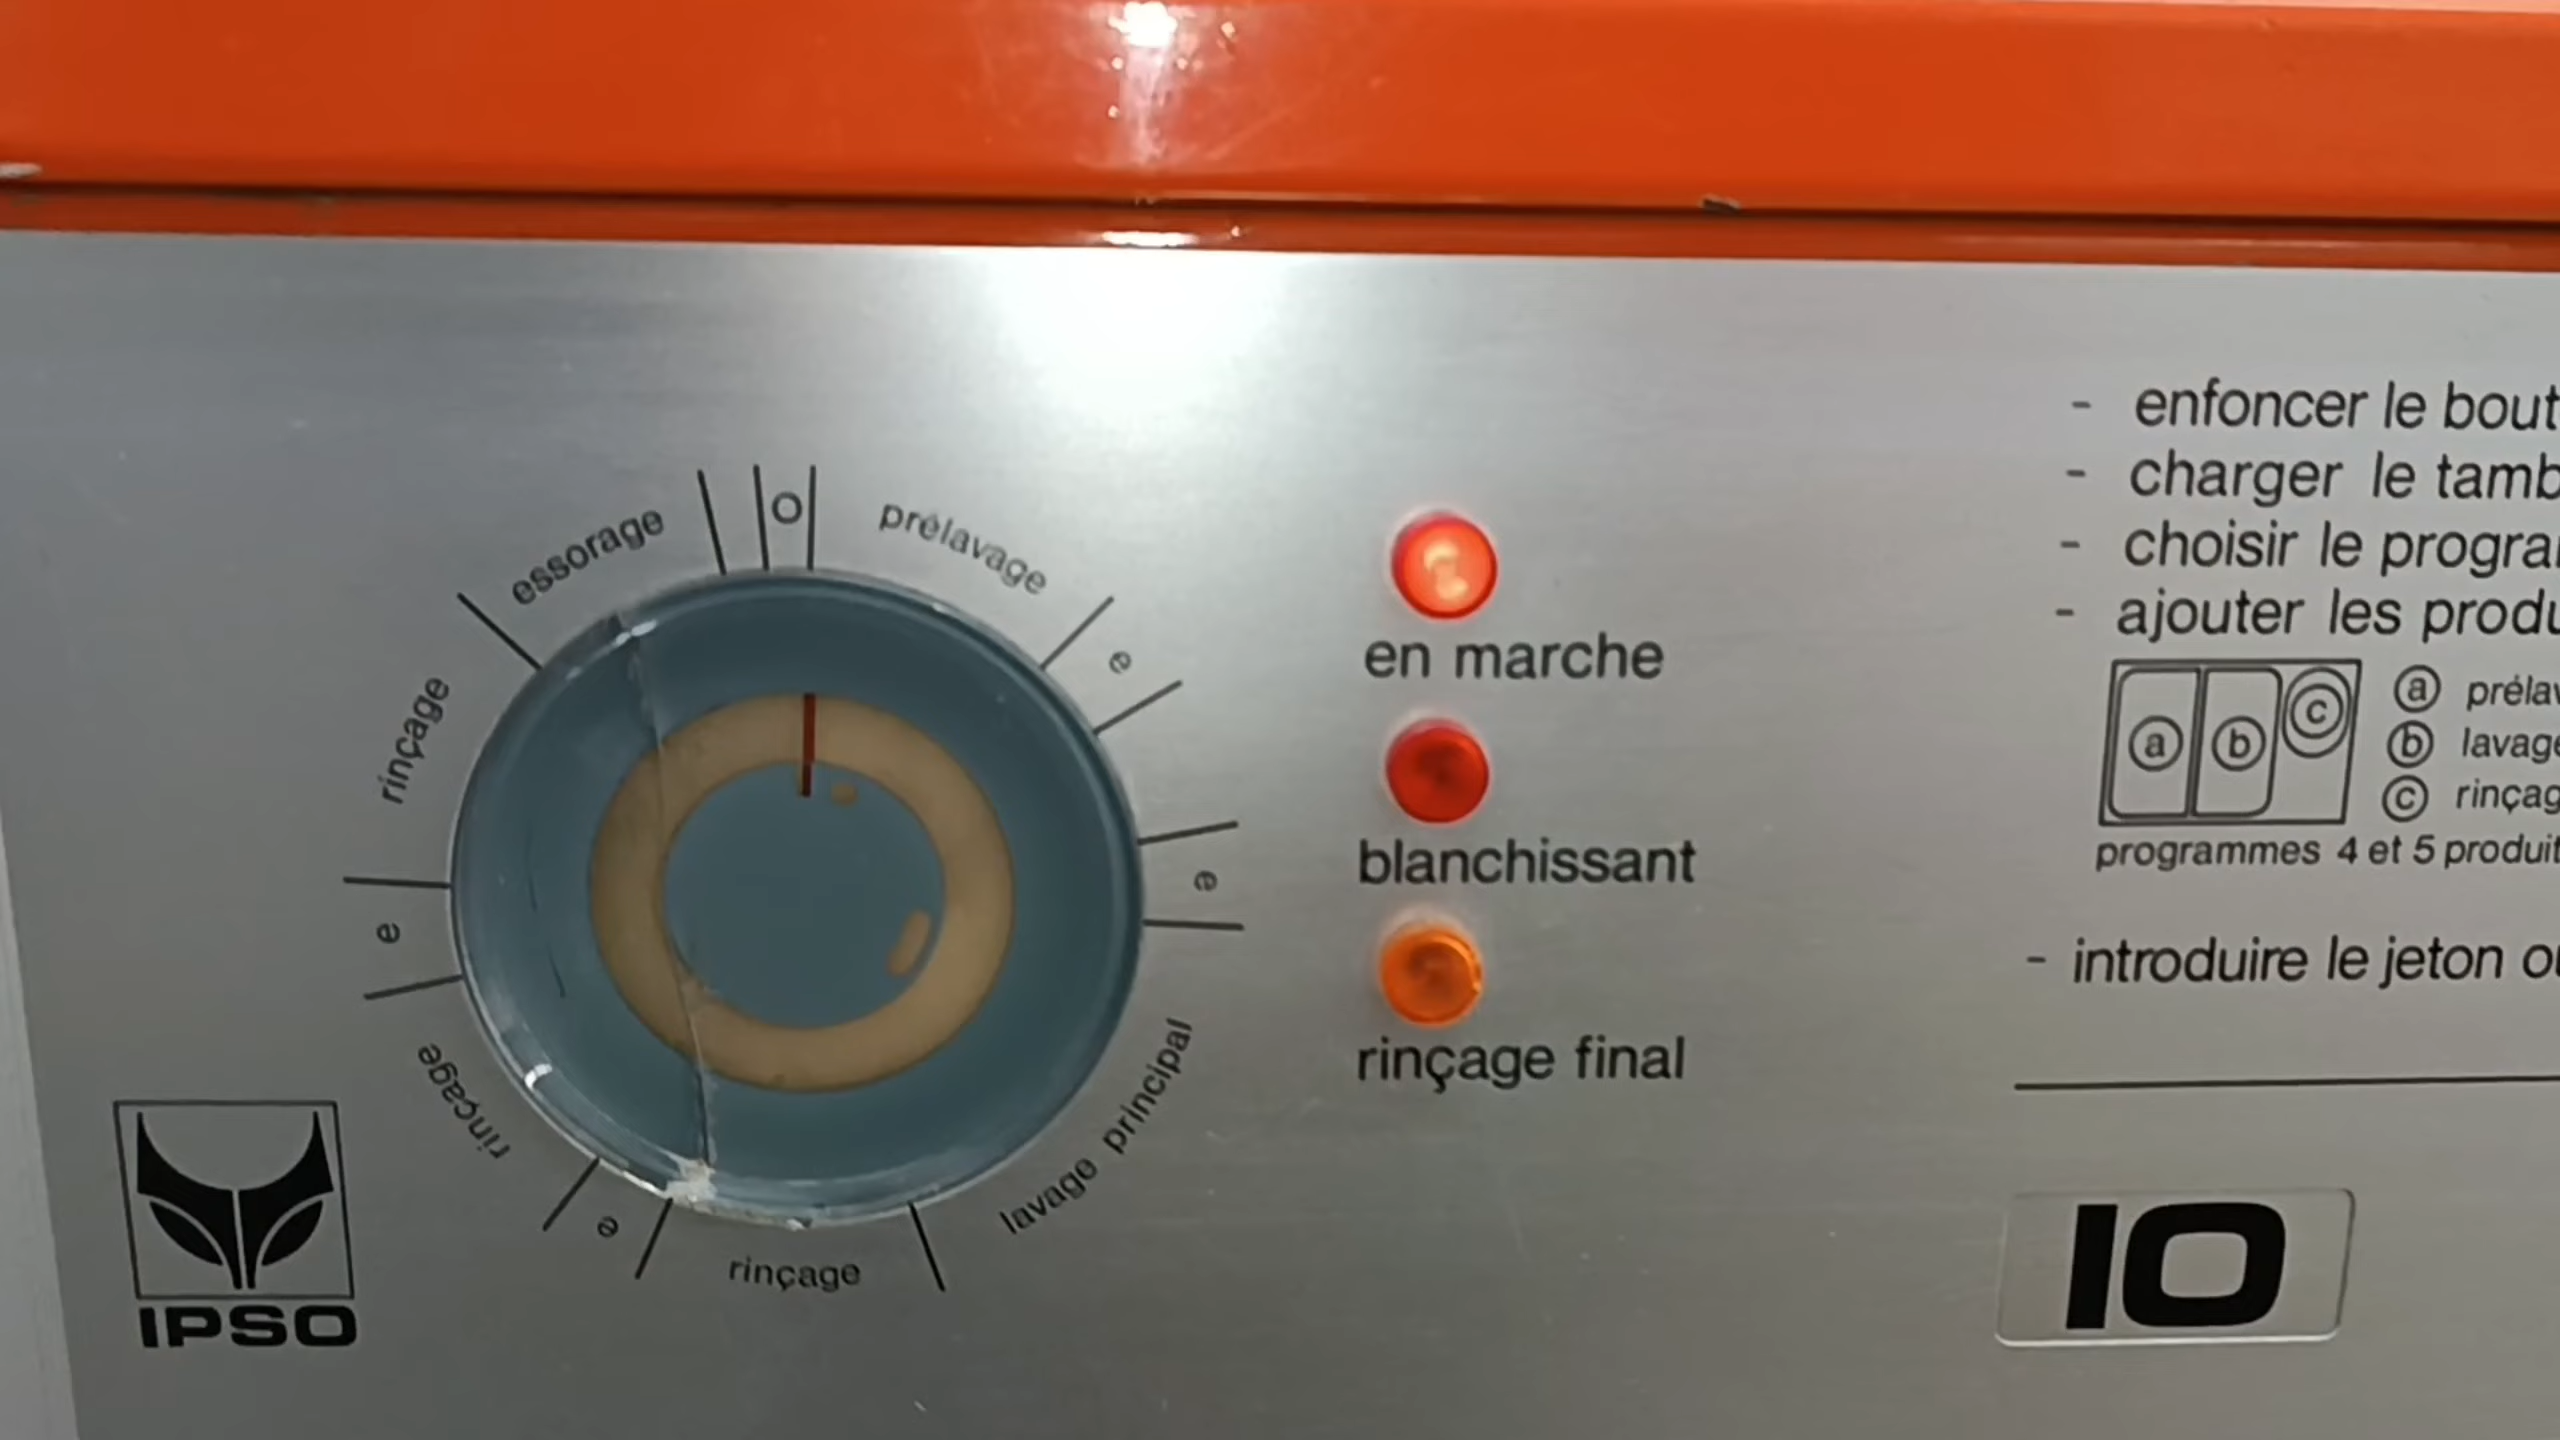 O
prélavage
e
e
lavage principal
rinçage
e
rinçage
e
rinçage
essorage
en marche
blanchissant
rinçage final
- enfoncer le bout
- charger le tamb
- choisir le progra
- ajouter les produ
a b c
a prélav
b lavage
c rinçag
programmes 4 et 5 produit
- introduire le jeton ou
IPSO
10